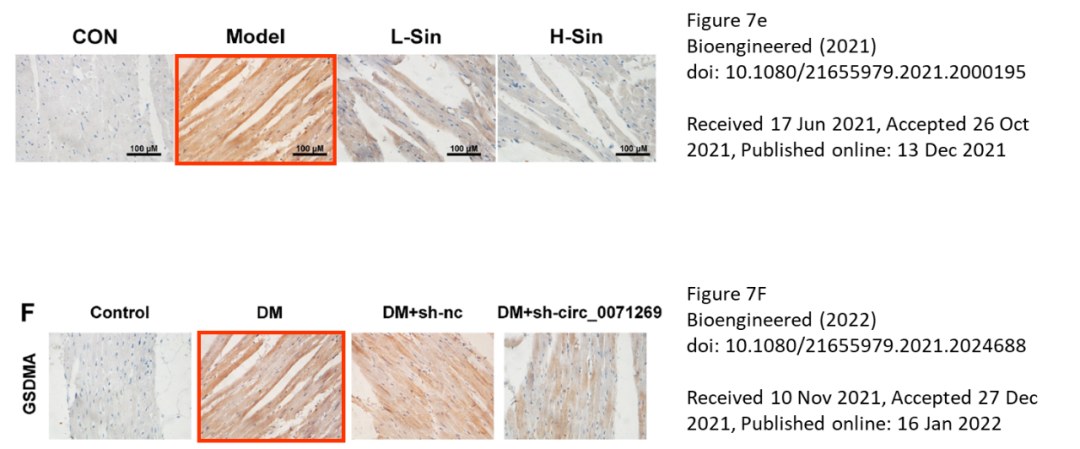 CON Model L-Sin H-Sin
100 µM 100 µM 100 µM 100 µM
Figure 7e
Bioengineered (2021)
doi: 10.1080/21655979.2021.2000195
Received 17 Jun 2021, Accepted 26 Oct
2021, Published online: 13 Dec 2021
F Control DM DM+sh-nc DM+sh-circ_0071269
GSDMA
Figure 7F
Bioengineered (2022)
doi: 10.1080/21655979.2021.2024688
Received 10 Nov 2021, Accepted 27 Dec
2021, Published online: 16 Jan 2022